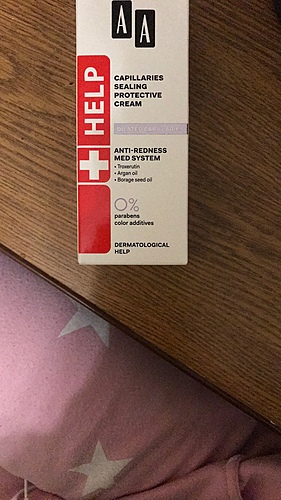 AA
HELP
CAPILLARIES
SEALING
PROTECTIVE
CREAM
ANTI-REDNESS
MED SYSTEM
• Troxerutin
• Argan oil
• Borage seed oil
0%
parabens
color additives
DERMATOLOGICAL
HELP